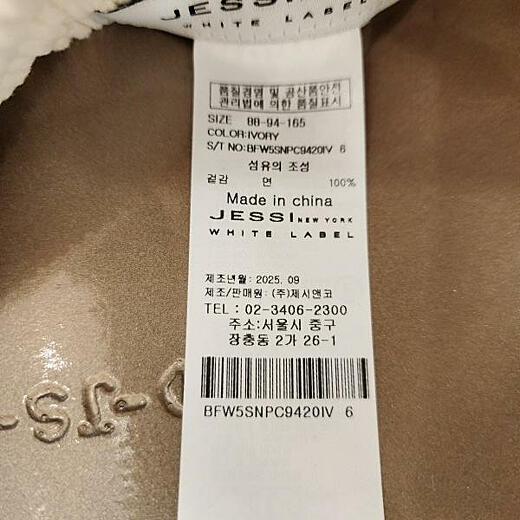 JESSI
WHITE LABEL
품질경영 및 공산품안전
관리법에 의한 품질표시
SIZE 88-94-165
COLOR:IVORY
S/T NO:BFW5SNPC9420IV 6
섬유의 조성
겉감 면 100%
Made in china
JESSI NEW YORK
WHITE LABEL
제조년월: 2025. 09
제조/판매원: (주)제시앤코
TEL : 02-3406-2300
주소:서울시 중구
장충동 2가 26-1
BFW5SNPC9420IV 6